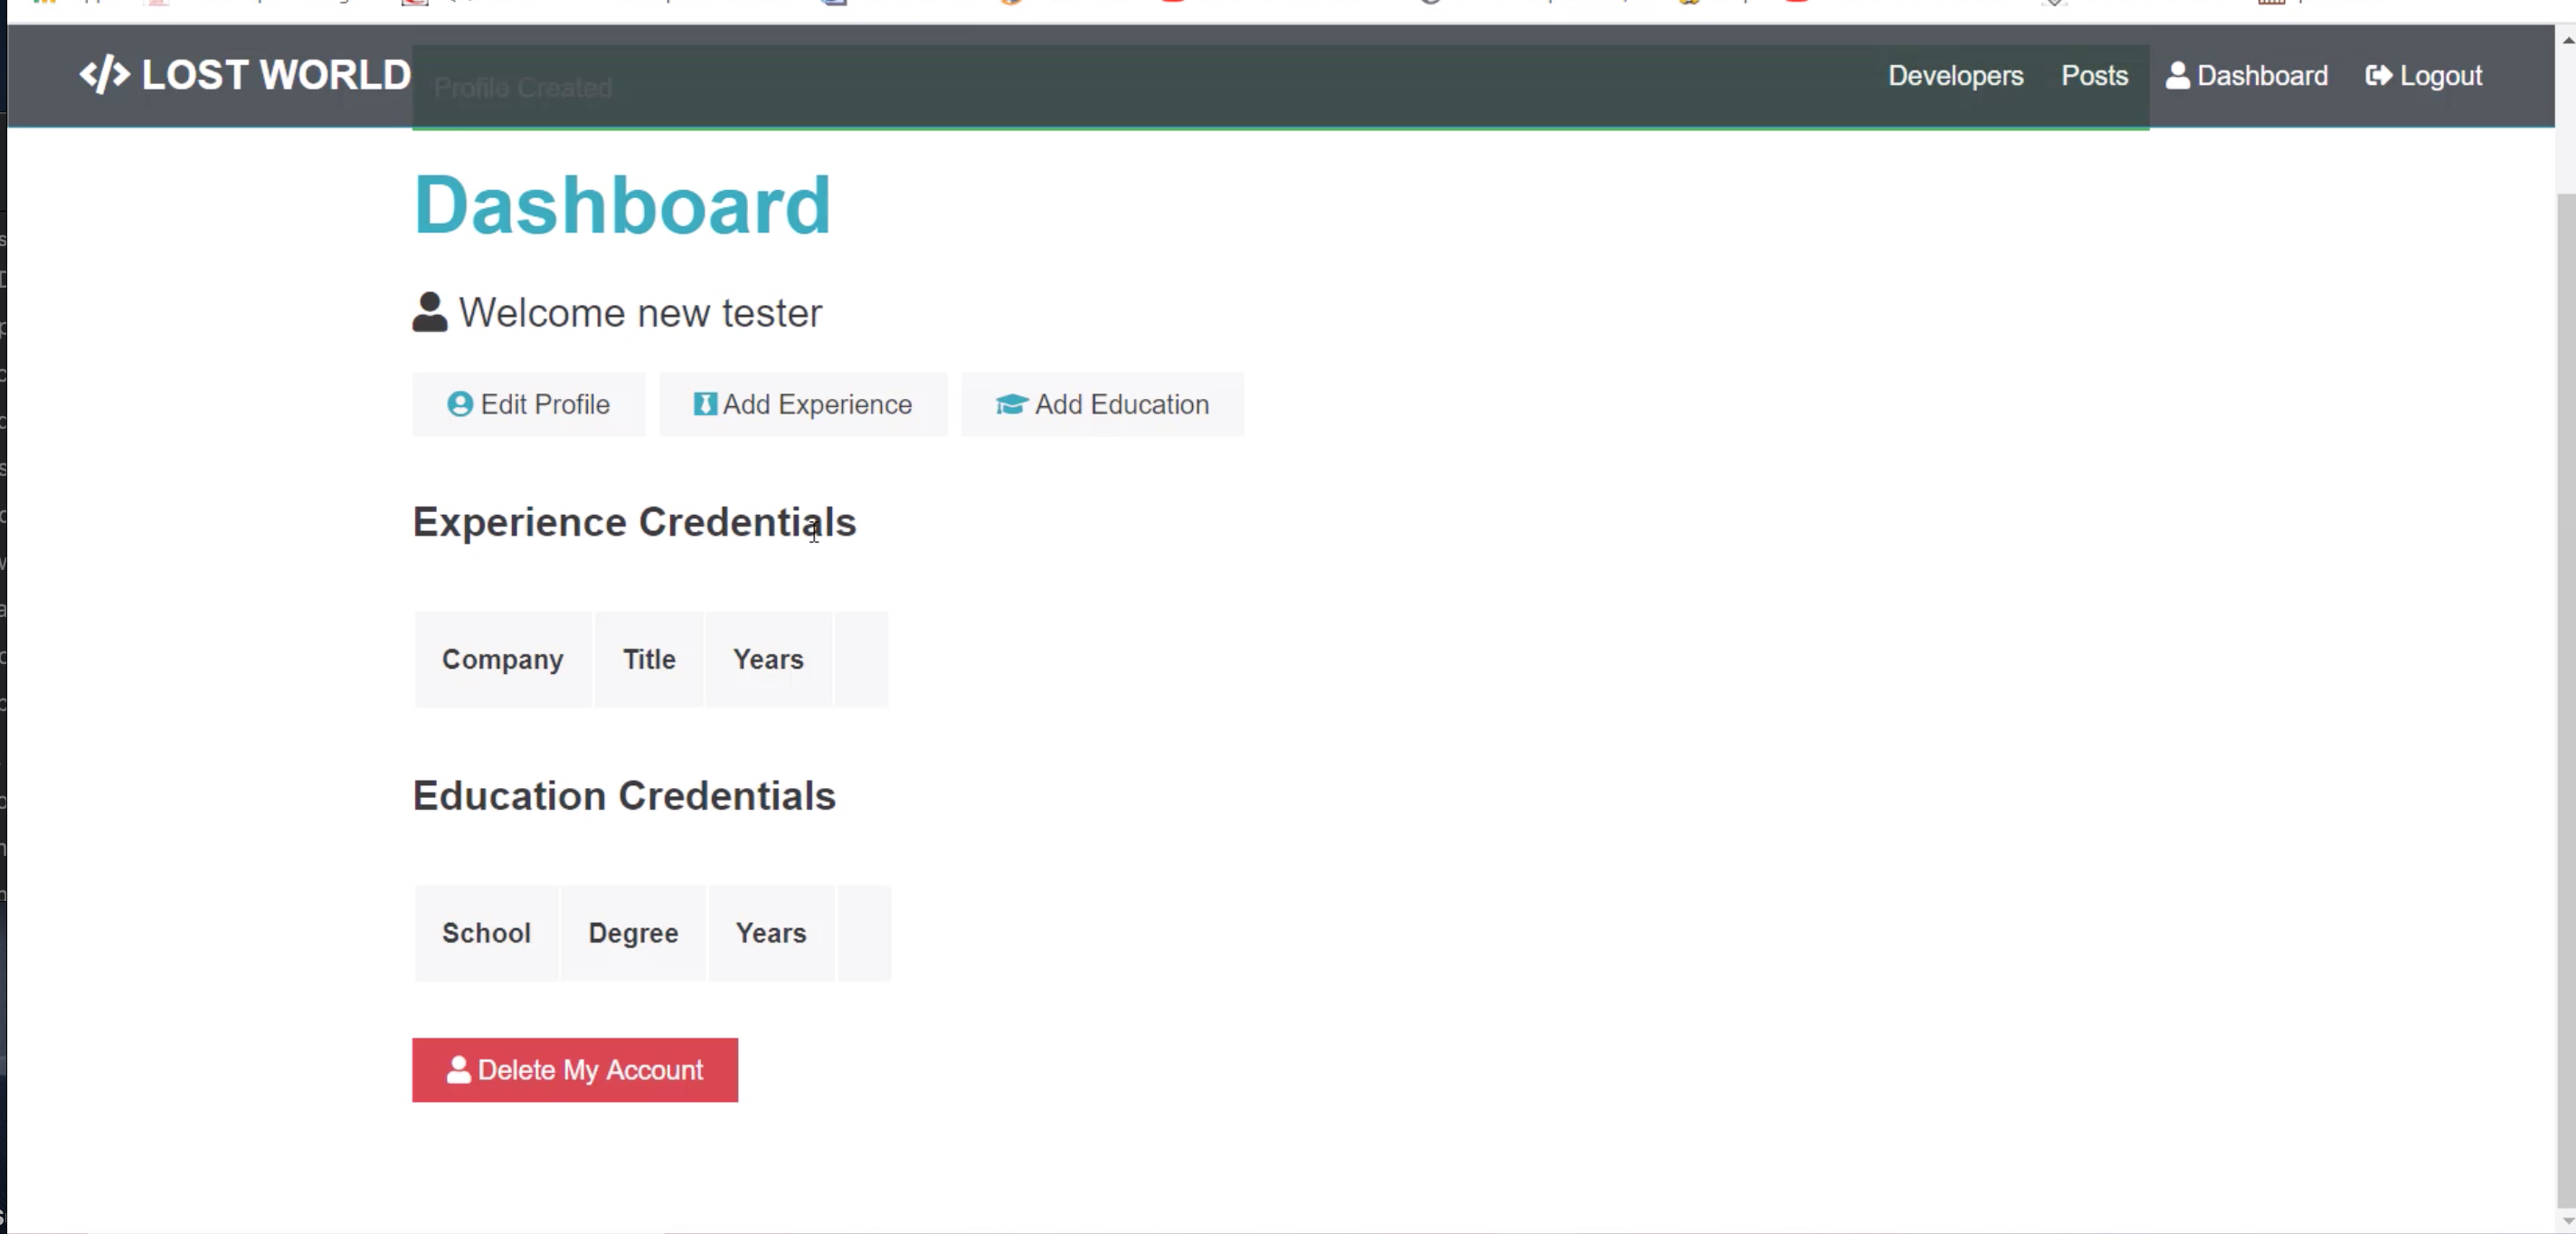 </> LOST WORLD
Profile Created
Developers Posts Dashboard Logout
Dashboard
Welcome new tester
Edit Profile Add Experience Add Education
Experience Credentials
Company Title Years
Education Credentials
School Degree Years
Delete My Account